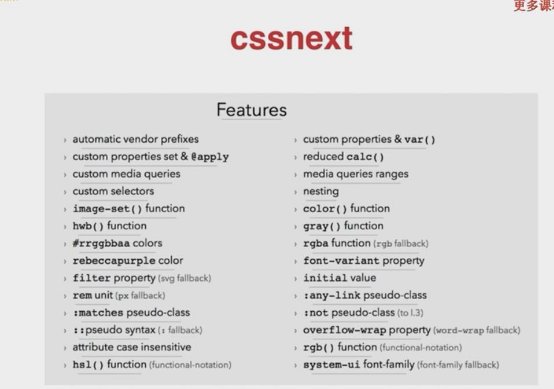 更多课
cssnext
Features
› automatic vendor prefixes
› custom properties set & @apply
› custom media queries
› custom selectors
› image-set() function
› hwb() function
› #rrggbbaa colors
› rebeccapurple color
› filter property (svg fallback)
› rem unit (px fallback)
› :matches pseudo-class
› ::pseudo syntax (: fallback)
› attribute case insensitive
› hsl() function (functional-notation)
› custom properties & var()
› reduced calc()
› media queries ranges
› nesting
› color() function
› gray() function
› rgba function (rgb fallback)
› font-variant property
› initial value
› :any-link pseudo-class
› :not pseudo-class (to l.3)
› overflow-wrap property (word-wrap fallback)
› rgb() function (functional-notation)
› system-ui font-family (font-family fallback)